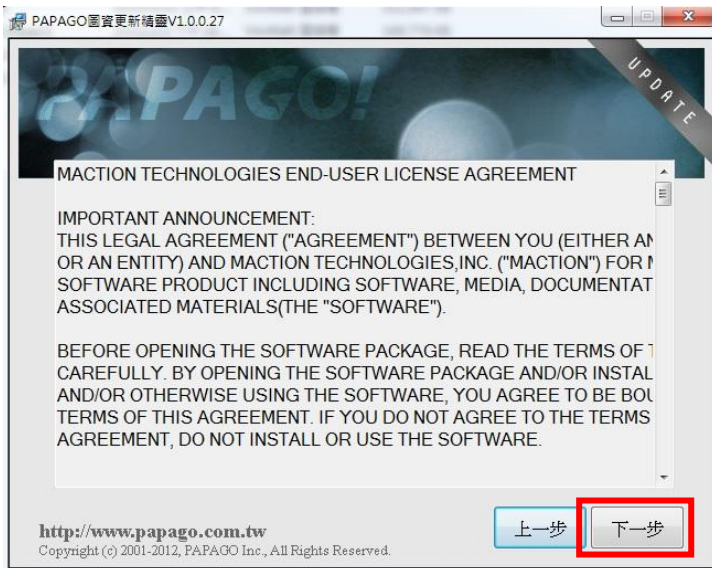 PAPAGO圖資更新精靈V1.0.0.27
PAPAGO!
UPDATE
MACTION TECHNOLOGIES END-USER LICENSE AGREEMENT
IMPORTANT ANNOUNCEMENT:
THIS LEGAL AGREEMENT ("AGREEMENT") BETWEEN YOU (EITHER AN
OR AN ENTITY) AND MACTION TECHNOLOGIES,INC. ("MACTION") FOR
SOFTWARE PRODUCT INCLUDING SOFTWARE, MEDIA, DOCUMENTAT
ASSOCIATED MATERIALS(THE "SOFTWARE").
BEFORE OPENING THE SOFTWARE PACKAGE, READ THE TERMS OF
CAREFULLY. BY OPENING THE SOFTWARE PACKAGE AND/OR INSTAL
AND/OR OTHERWISE USING THE SOFTWARE, YOU AGREE TO BE BOU
TERMS OF THIS AGREEMENT. IF YOU DO NOT AGREE TO THE TERMS
AGREEMENT, DO NOT INSTALL OR USE THE SOFTWARE.
http://www.papago.com.tw
Copyright (c) 2001-2012, PAPAGO Inc., All Rights Reserved.
上一步
下一步